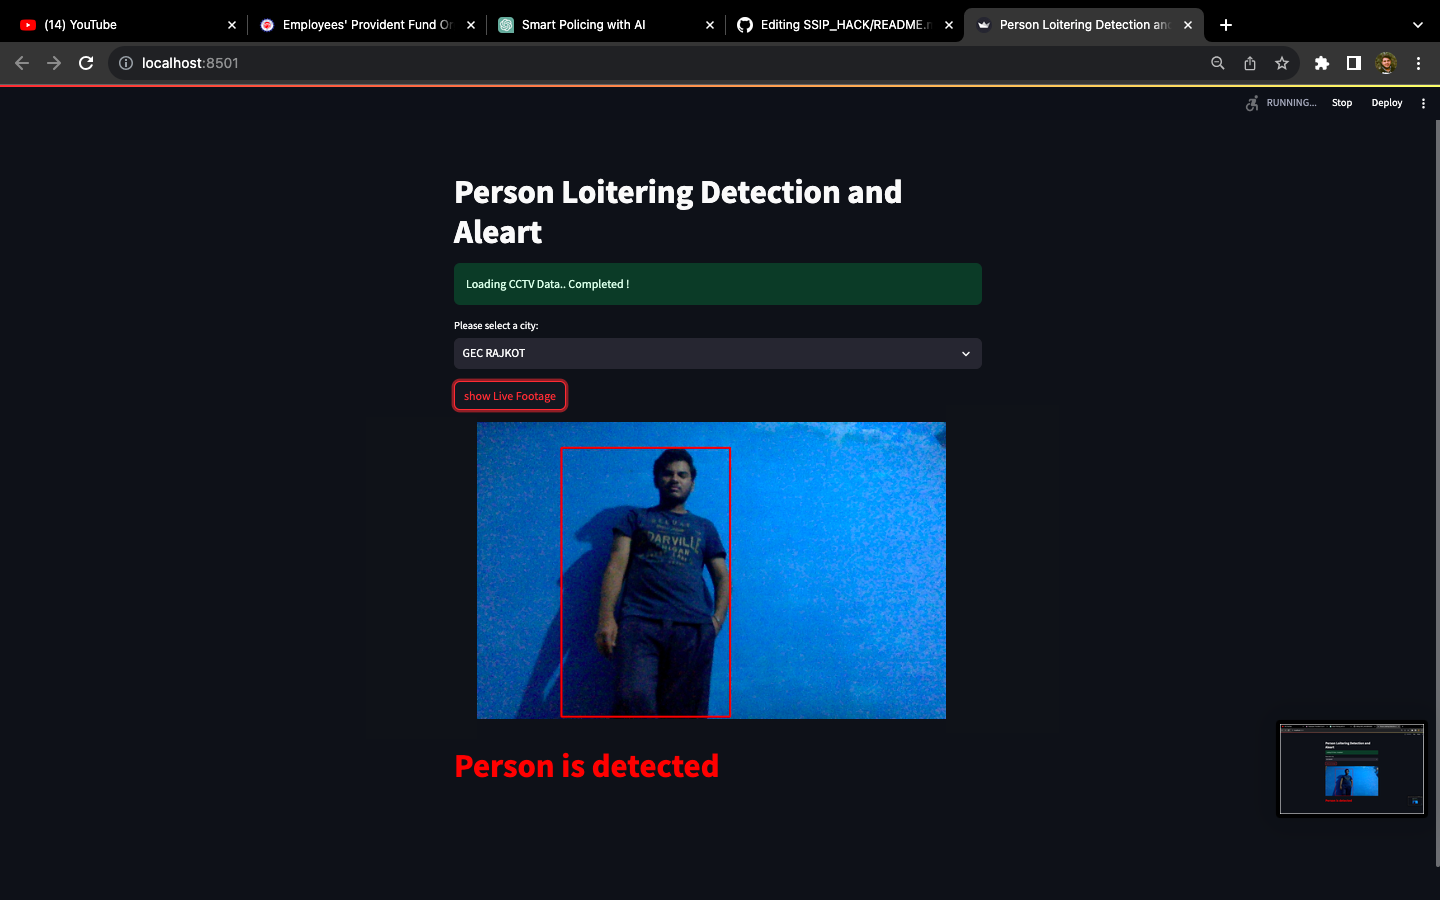 (14) YouTube
Employees' Provident Fund Or
Smart Policing with AI
Editing SSIP_HACK/README.m
Person Loitering Detection and
localhost:8501
RUNNING...
Stop
Deploy
Person Loitering Detection and
Aleart
Loading CCTV Data.. Completed !
Please select a city:
GEC RAJKOT
show Live Footage
DARVILLE
Person is detected